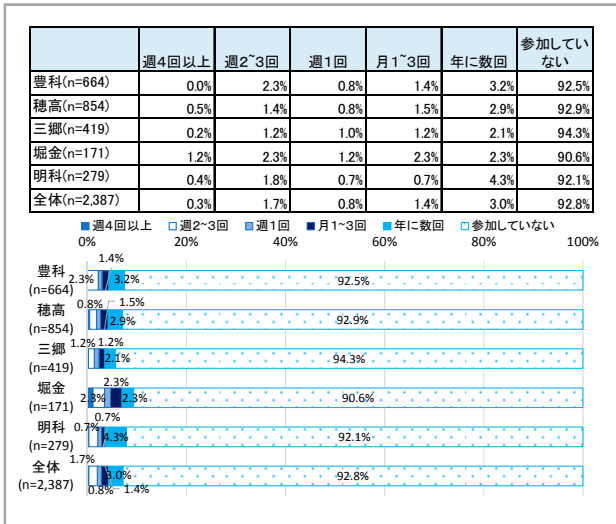 週4回以上 週2~3回 週1回 月1~3回 年に数回 参加していない
豊科(n=664) 0.0% 2.3% 0.8% 1.4% 3.2% 92.5%
穂高(n=854) 0.5% 1.4% 0.8% 1.5% 2.9% 92.9%
三郷(n=419) 0.2% 1.2% 1.0% 1.2% 2.1% 94.3%
堀金(n=171) 1.2% 2.3% 1.2% 2.3% 2.3% 90.6%
明科(n=279) 0.4% 1.8% 0.7% 0.7% 4.3% 92.1%
全体(n=2,387) 0.3% 1.7% 0.8% 1.4% 3.0% 92.8%
週4回以上 週2~3回 週1回 月1~3回 年に数回 参加していない
0% 20% 40% 60% 80% 100%
1.4%
豊科
2.3% 3.2% 92.5%
(n=664)
0.8% 1.5%
穂高
2.9% 92.9%
(n=854)
1.2% 1.2%
三郷
2.1% 94.3%
(n=419)
2.3%
堀金
2.3% 2.3% 90.6%
(n=171)
0.7%
明科
0.7% 4.3% 92.1%
(n=279)
1.7%
全体
3.0% 92.8%
(n=2,387)
0.8% 1.4%